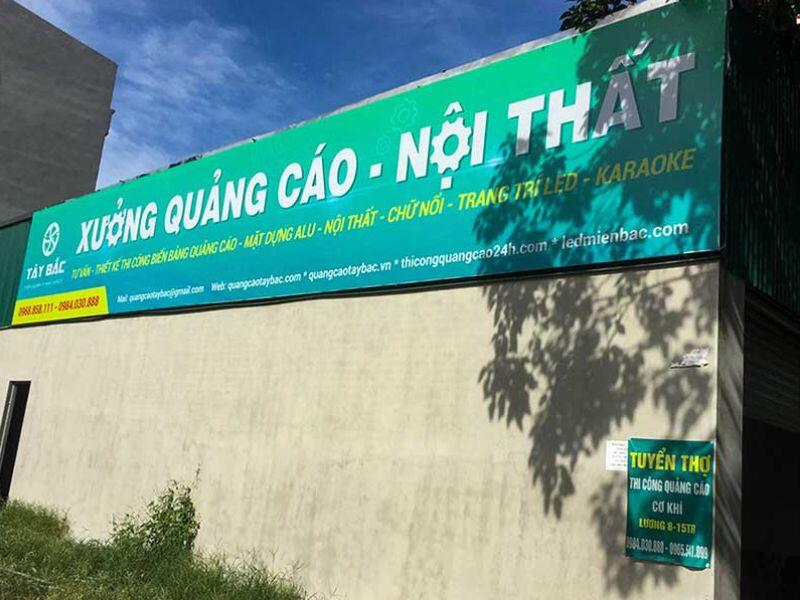 XƯỞNG QUẢNG CÁO - NỘI THẤT
TÂY BẮC
TƯ VẤN - THIẾT KẾ THI CÔNG BIỂN BẢNG QUẢNG CÁO - MẶT DỰNG ALU - NỘI THẤT - CHỮ NỔI - TRANG TRÍ LED - KARAOKE
0968.858.111 - 0984.030.888
Mail: quangcaotaybac@gmail.com Web: quangcaotaybac.com * quangcaotaybac.vn * thicongquangcao24h.com * ledmienbac.com
TUYỂN THỢ
THI CÔNG QUẢNG CÁO
CƠ KHÍ
LƯƠNG 8-15TR
0984.030.888 - 0965.541.899